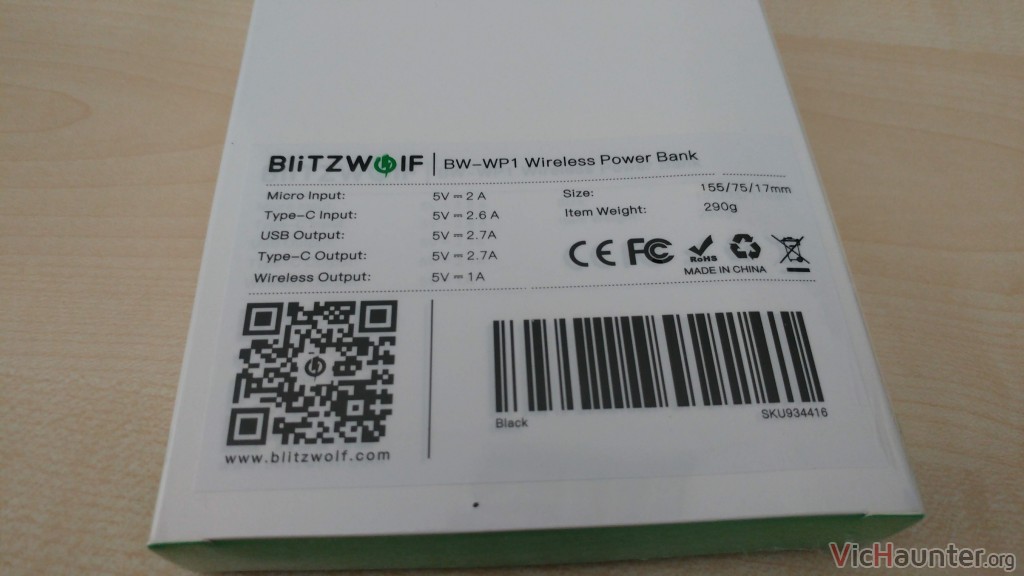 BLiTZWOLF | BW-WP1 Wireless Power Bank
Micro Input: 5V ⎓ 2 A
Type-C Input: 5V ⎓ 2.6 A
USB Output: 5V ⎓ 2.7A
Type-C Output: 5V ⎓ 2.7A
Wireless Output: 5V ⎓ 1A
Size: 155/75/17mm
Item Weight: 290g
CE FC RoHS
MADE IN CHINA
www.blitzwolf.com
Black SKU934416
VicHaunter.org